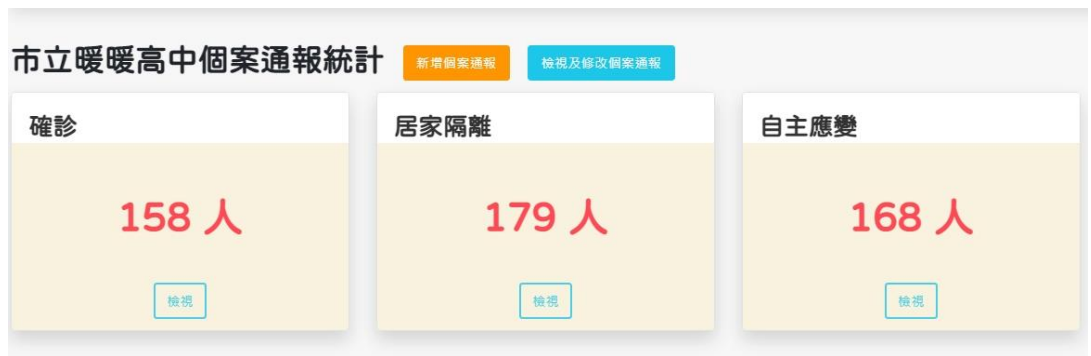 市立暖暖高中個案通報統計 新增個案通報 檢視及修改個案通報
確診 居家隔離 自主應變
158 人 179 人 168 人
檢視 檢視 檢視